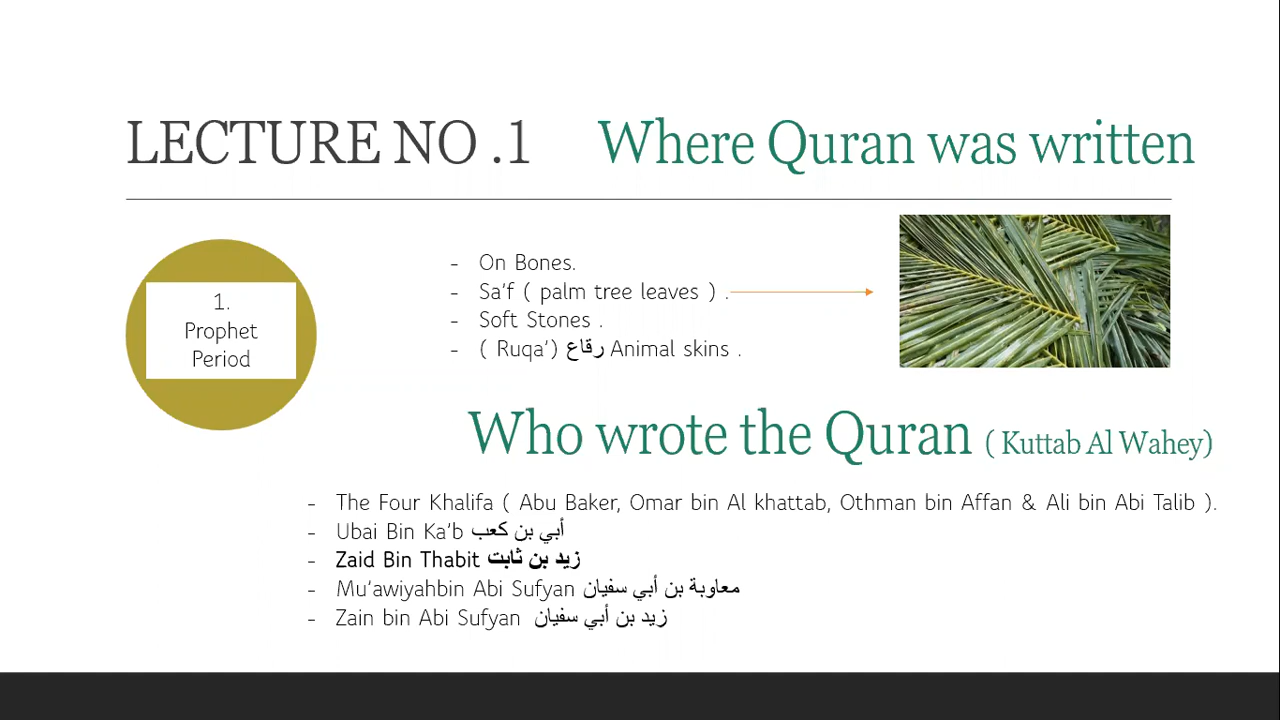 LECTURE NO .1 Where Quran was written
1.
Prophet
Period
- On Bones.
- Sa’f ( palm tree leaves ) .
- Soft Stones .
- ( Ruqa’) رقاع Animal skins .
Who wrote the Quran ( Kuttab Al Wahey)
- The Four Khalifa ( Abu Baker, Omar bin Al khattab, Othman bin Affan & Ali bin Abi Talib ).
- Ubai Bin Ka’b أبي بن كعب
- Zaid Bin Thabit زيد بن ثابت
- Mu’awiyahbin Abi Sufyan معاوية بن أبي سفيان
- Zain bin Abi Sufyan زيد بن أبي سفيان